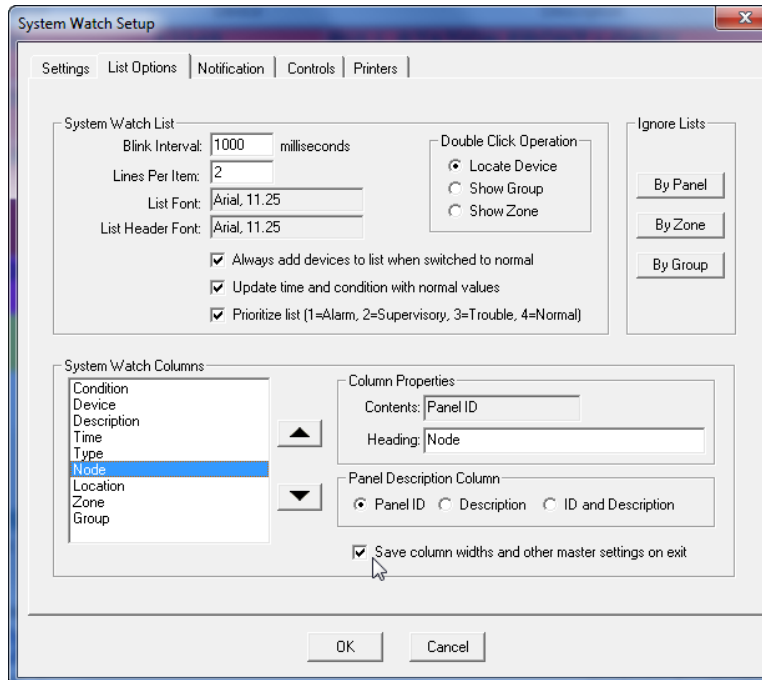 System Watch Setup
Settings List Options Notification Controls Printers
System Watch List
Blink Interval: 1000 milliseconds
Lines Per Item: 2
List Font: Arial, 11.25
List Header Font: Arial, 11.25
Always add devices to list when switched to normal
Update time and condition with normal values
Prioritize list (1=Alarm, 2=Supervisory, 3=Trouble, 4=Normal)
Double Click Operation
Locate Device
Show Group
Show Zone
Ignore Lists
By Panel
By Zone
By Group
System Watch Columns
Condition
Device
Description
Time
Type
Node
Location
Zone
Group
Column Properties
Contents: Panel ID
Heading: Node
Panel Description Column
Panel ID Description ID and Description
Save column widths and other master settings on exit
OK Cancel